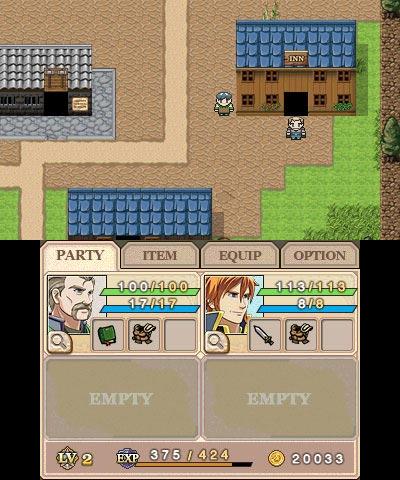 INN
PARTY
ITEM
EQUIP
OPTION
100/100
17/17
113/113
8/8
EMPTY
EMPTY
LV 2
EXP 375 / 424
20033